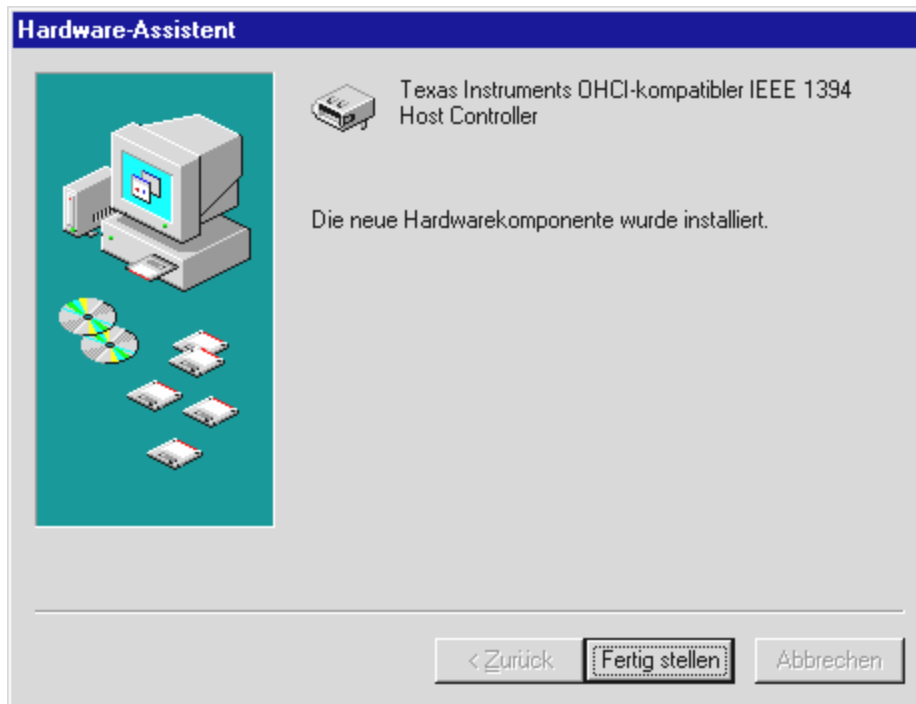 Hardware-Assistent
Texas Instruments OHCI-kompatibler IEEE 1394
Host Controller
Die neue Hardwarekomponente wurde installiert.
< Zurück
Fertig stellen
Abbrechen